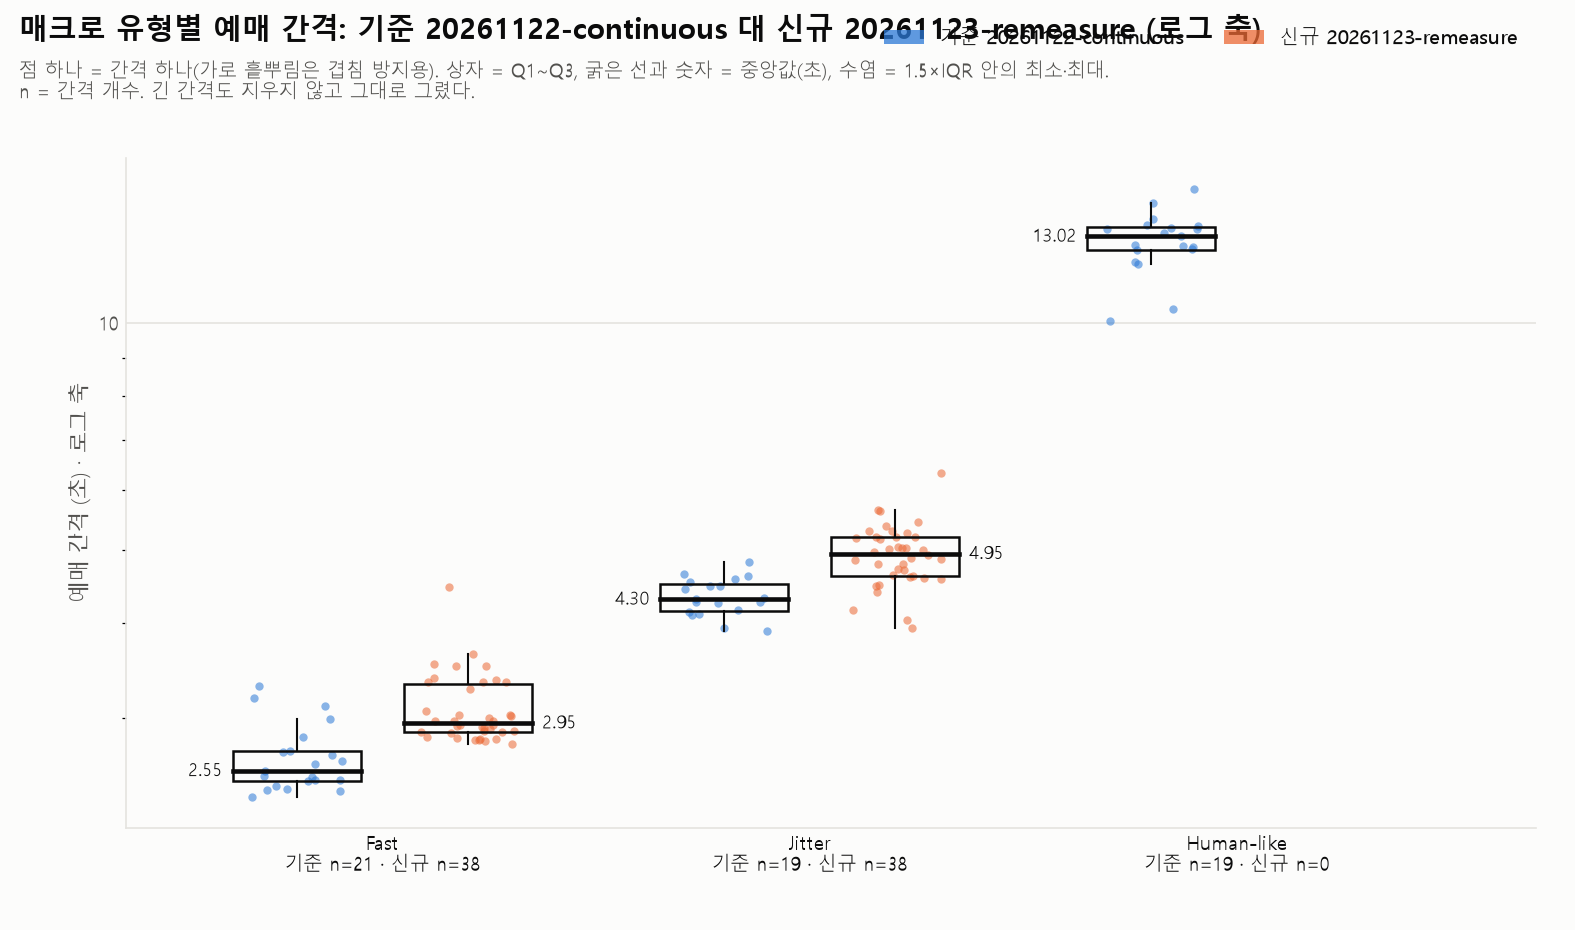 매크로 유형별 예매 간격: 기준 20261122-continuous 대 신규 20261123-remeasure (로그 축)
기준 20261122-continuous
신규 20261123-remeasure
점 하나 = 간격 하나(가로 흩뿌림은 겹침 방지용). 상자 = Q1~Q3, 굵은 선과 숫자 = 중앙값(초), 수염 = 1.5×IQR 안의 최소·최대.
n = 간격 개수. 긴 간격도 지우지 않고 그대로 그렸다.
13.02
10
예매 간격 (초) · 로그 축
4.95
4.30
2.95
2.55
Fast
기준 n=21 · 신규 n=38
Jitter
기준 n=19 · 신규 n=38
Human-like
기준 n=19 · 신규 n=0